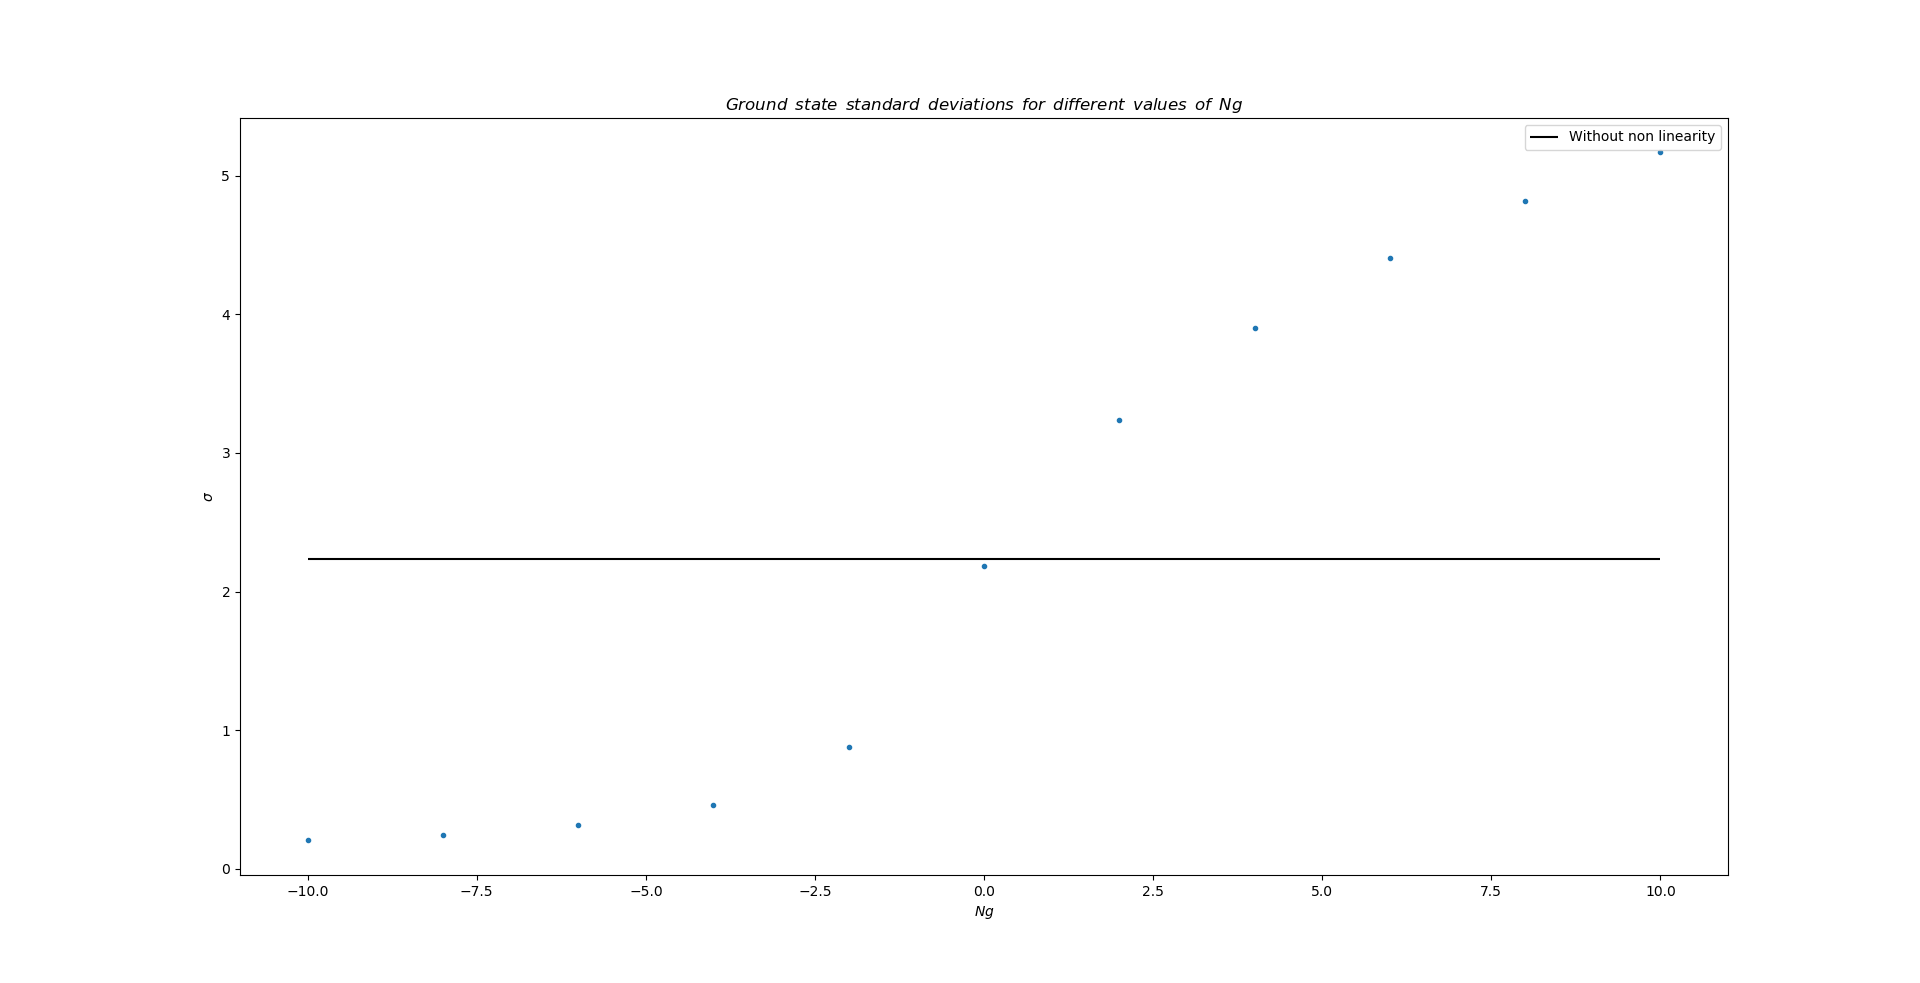 Ground state standard deviations for different values of Ng
Without non linearity
5
4
3
2
1
0
σ
−10.0 −7.5 −5.0 −2.5 0.0 2.5 5.0 7.5 10.0
Ng